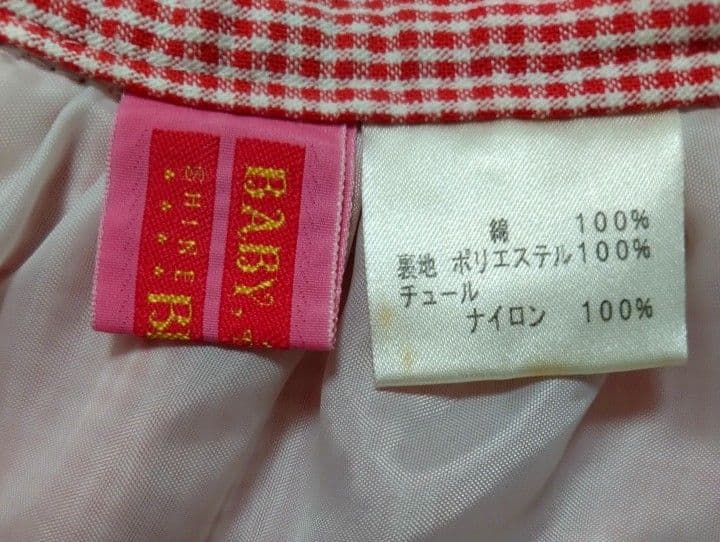 BABY,
SHINE
綿 100%
裏地 ポリエステル100%
チュール
ナイロン 100%